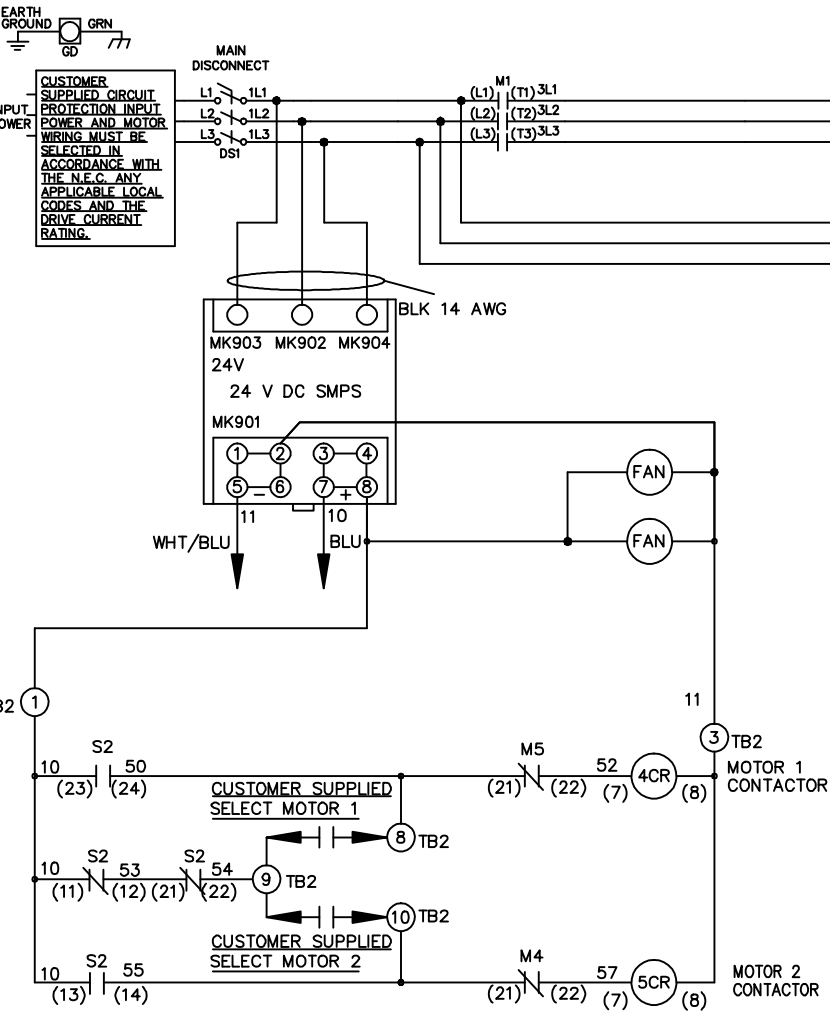 EARTH
GROUND
GRN
GD
MAIN
DISCONNECT
CUSTOMER
SUPPLIED CIRCUIT
PROTECTION INPUT
POWER AND MOTOR
WIRING MUST BE
SELECTED IN
ACCORDANCE WITH
THE N.E.C. ANY
APPLICABLE LOCAL
CODES AND THE
DRIVE CURRENT
RATING.
L1 1L1
L2 1L2
L3 1L3
DS1
M1
(L1) (T1) 3L1
(L2) (T2) 3L2
(L3) (T3) 3L3
BLK 14 AWG
MK903 MK902 MK904
24V
24 V DC SMPS
MK901
1 2 3 4
5 – 6 7 + 8
11 10
WHT/BLU BLU
FAN
FAN
1
11
3 TB2
10 S2 50
(23) (24)
M5
(21) (22)
52
(7) 4CR (8)
MOTOR 1
CONTACTOR
CUSTOMER SUPPLIED
SELECT MOTOR 1
8 TB2
10 S2 53 S2 54
(11) (12) (21) (22)
9 TB2
10 TB2
CUSTOMER SUPPLIED
SELECT MOTOR 2
10 S2 55
(13) (14)
M4
(21) (22)
57
(7) 5CR (8)
MOTOR 2
CONTACTOR